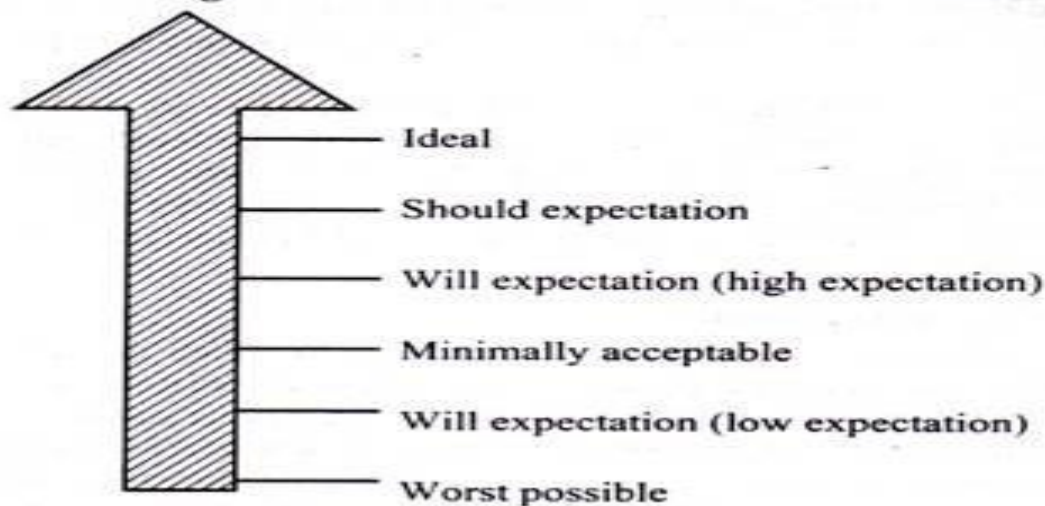 Ideal
Should expectation
Will expectation (high expectation)
Minimally acceptable
Will expectation (low expectation)
Worst possible